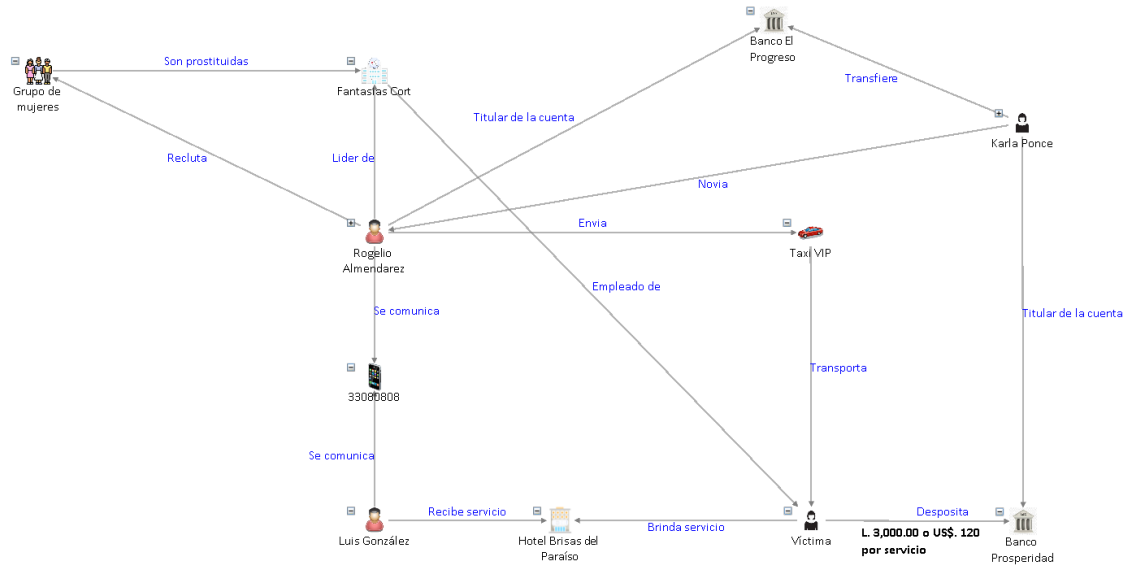 Banco El
Progreso
Son prostituidas
Grupo de
mujeres
Fantasías Cort
Transfiere
Titular de la cuenta
Karla Ponce
Recluta
Lider de
Novia
Envia
Rogelio
Almendarez
Taxi VIP
Empleado de
Se comunica
Titular de la cuenta
Transporta
33080808
Se comunica
Recibe servicio
Brinda servicio
Desposita
Luis González
Hotel Brisas del
Paraíso
Víctima
L. 3,000.00 o US$. 120
por servicio
Banco
Prosperidad